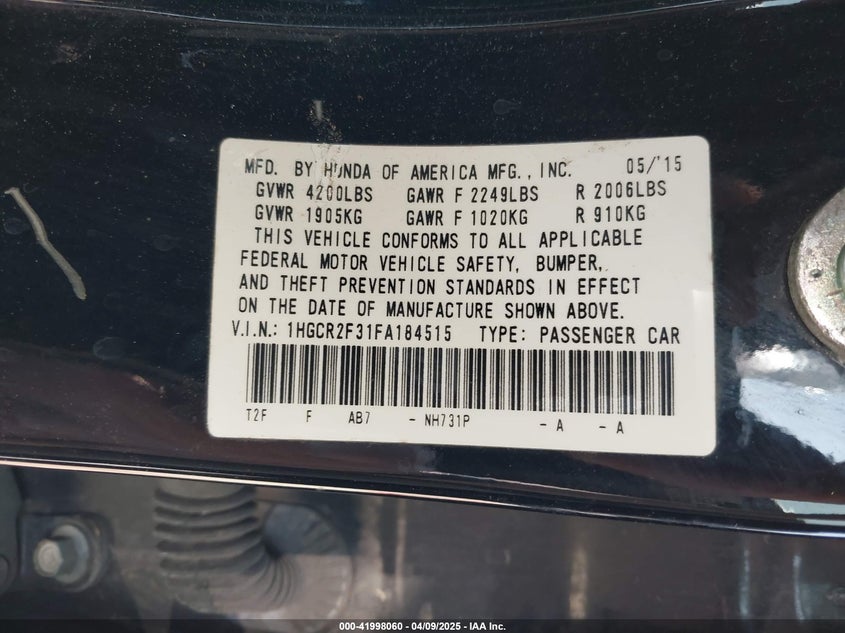 MFD. BY HONDA OF AMERICA MFG., INC. 05/'15
GVWR 4200LBS GAWR F 2249LBS R 2006LBS
GVWR 1905KG GAWR F 1020KG R 910KG
THIS VEHICLE CONFORMS TO ALL APPLICABLE
FEDERAL MOTOR VEHICLE SAFETY, BUMPER,
AND THEFT PREVENTION STANDARDS IN EFFECT
ON THE DATE OF MANUFACTURE SHOWN ABOVE.
V.I.N.: 1HGCR2F31FA184515 TYPE: PASSENGER CAR
T2F F AB7 - NH731P - A - A
000-41998060 - 04/09/2025 - IAA Inc.